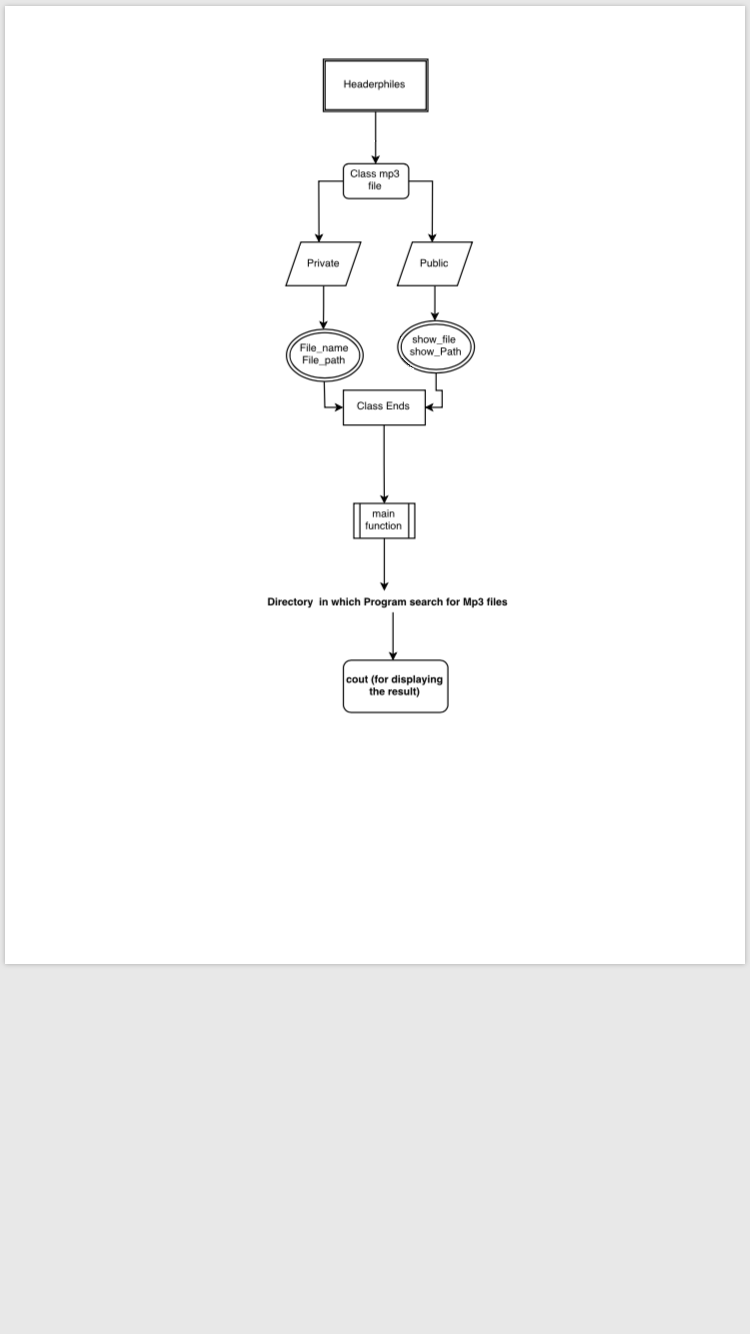 Headerphiles
Class mp3
file
Private
Public
File_name
File_path
show_file
show_Path
Class Ends
main
function
Directory  in which Program search for Mp3 files
cout (for displaying
the result)